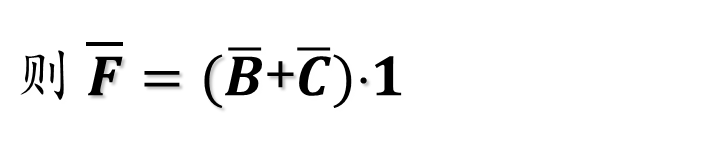 则 F̅ = (B̅+C̅)·1